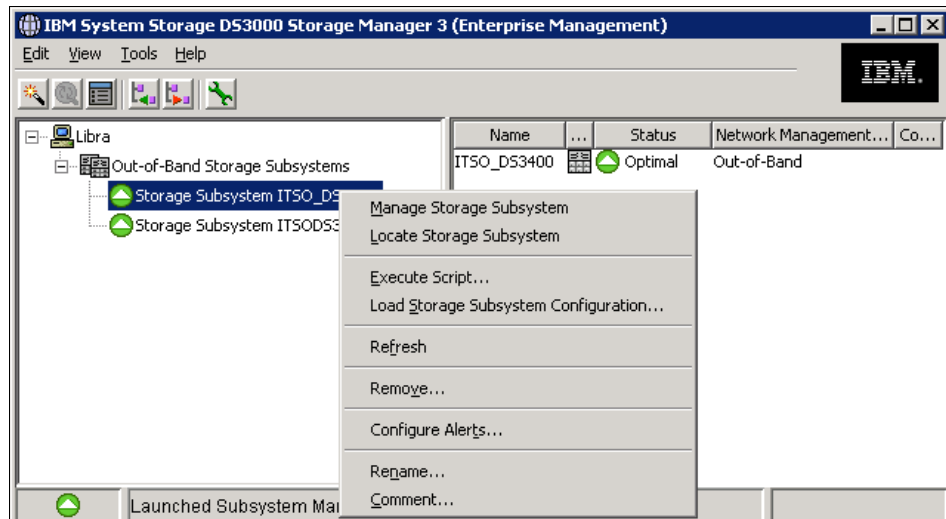 IBM System Storage DS3000 Storage Manager 3 (Enterprise Management)
Edit View Tools Help
IBM.
Libra
Out-of-Band Storage Subsystems
Storage Subsystem ITSO_DS
Storage Subsystem ITSODS3
Name ... Status Network Management... Co...
ITSO_DS3400 Optimal Out-of-Band
Manage Storage Subsystem
Locate Storage Subsystem
Execute Script...
Load Storage Subsystem Configuration...
Refresh
Remove...
Configure Alerts...
Rename...
Comment...
Launched Subsystem Ma